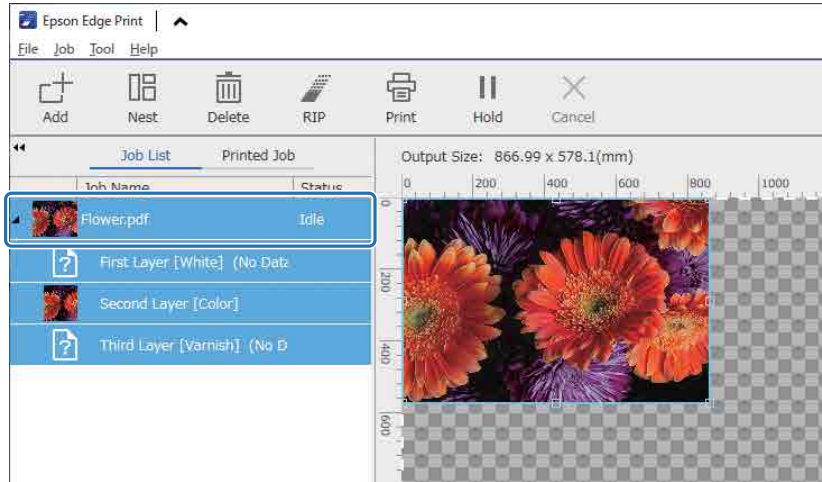 Epson Edge Print
File Job Tool Help
Add Nest Delete RIP Print Hold Cancel
Job List Printed Job
Output Size: 866.99 x 578.1(mm)
Job Name Status
0 200 400 600 800 1000
Flower.pdf Idle
First Layer [White] (No Data
Second Layer [Color]
Third Layer [Varnish] (No D
0
200
400
600